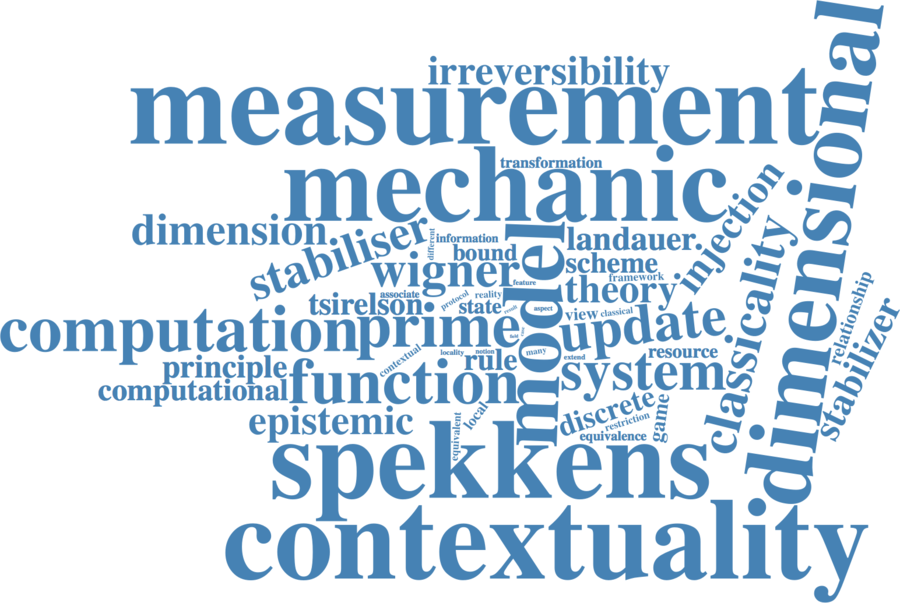 irreversibility
measurement
dimensional
transformation
mechanic
injection
dimension
stabiliser
different
information
bound
landauer
wigner
feature
scheme
framework
classicality
model
theory
tsirelson
associate
protocol
reality
state
result
aspect
view
classical
relationship
computation
prime
field
update
stabilizer
principle
contextual
locality
notion
many
extend
resource
rule
computational
function
system
epistemic
local
equivalent
discrete
restriction
equivalence
game
spekkens
contextuality